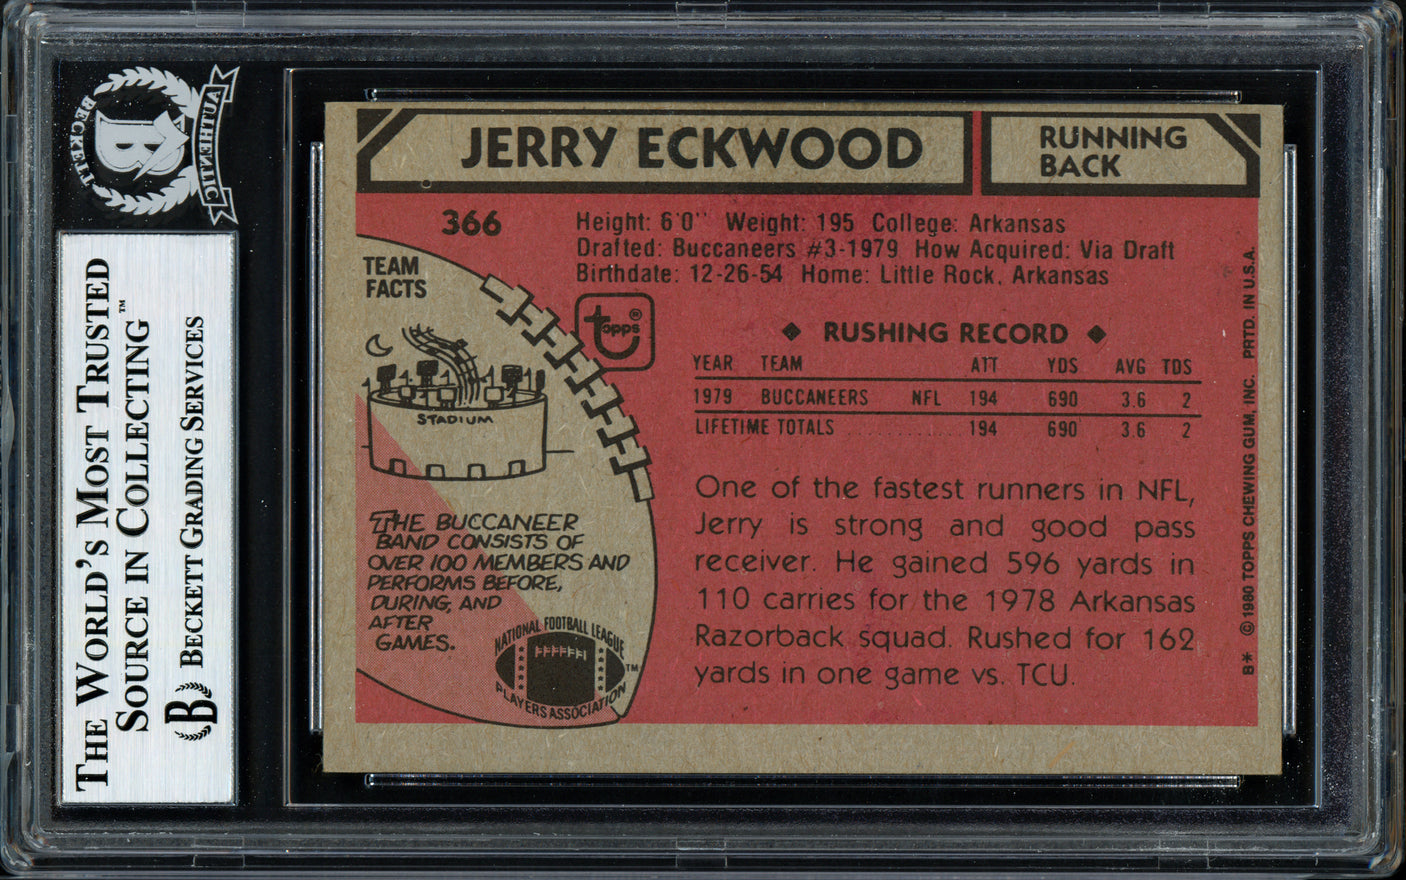 BECKETT
AUTHENTIC
B
THE WORLD'S MOST TRUSTED
SOURCE IN COLLECTING™
BECKETT GRADING SERVICES
B
JERRY ECKWOOD
RUNNING
BACK
366
Height: 6'0'' Weight: 195 College: Arkansas
Drafted: Buccaneers #3-1979 How Acquired: Via Draft
Birthdate: 12-26-54 Home: Little Rock, Arkansas
TEAM
FACTS
topps®
STADIUM
THE BUCCANEER
BAND CONSISTS OF
OVER 100 MEMBERS AND
PERFORMS BEFORE,
DURING, AND
AFTER
GAMES.
NATIONAL FOOTBALL LEAGUE
PLAYERS ASSOCIATION
™
◆ RUSHING RECORD ◆
YEAR TEAM ATT YDS AVG TDS
1979 BUCCANEERS NFL 194 690 3.6 2
LIFETIME TOTALS ............ 194 690 3.6 2
One of the fastest runners in NFL,
Jerry is strong and good pass
receiver. He gained 596 yards in
110 carries for the 1978 Arkansas
Razorback squad. Rushed for 162
yards in one game vs. TCU.
B* © 1980 TOPPS CHEWING GUM, INC. PRTD. IN U.S.A.